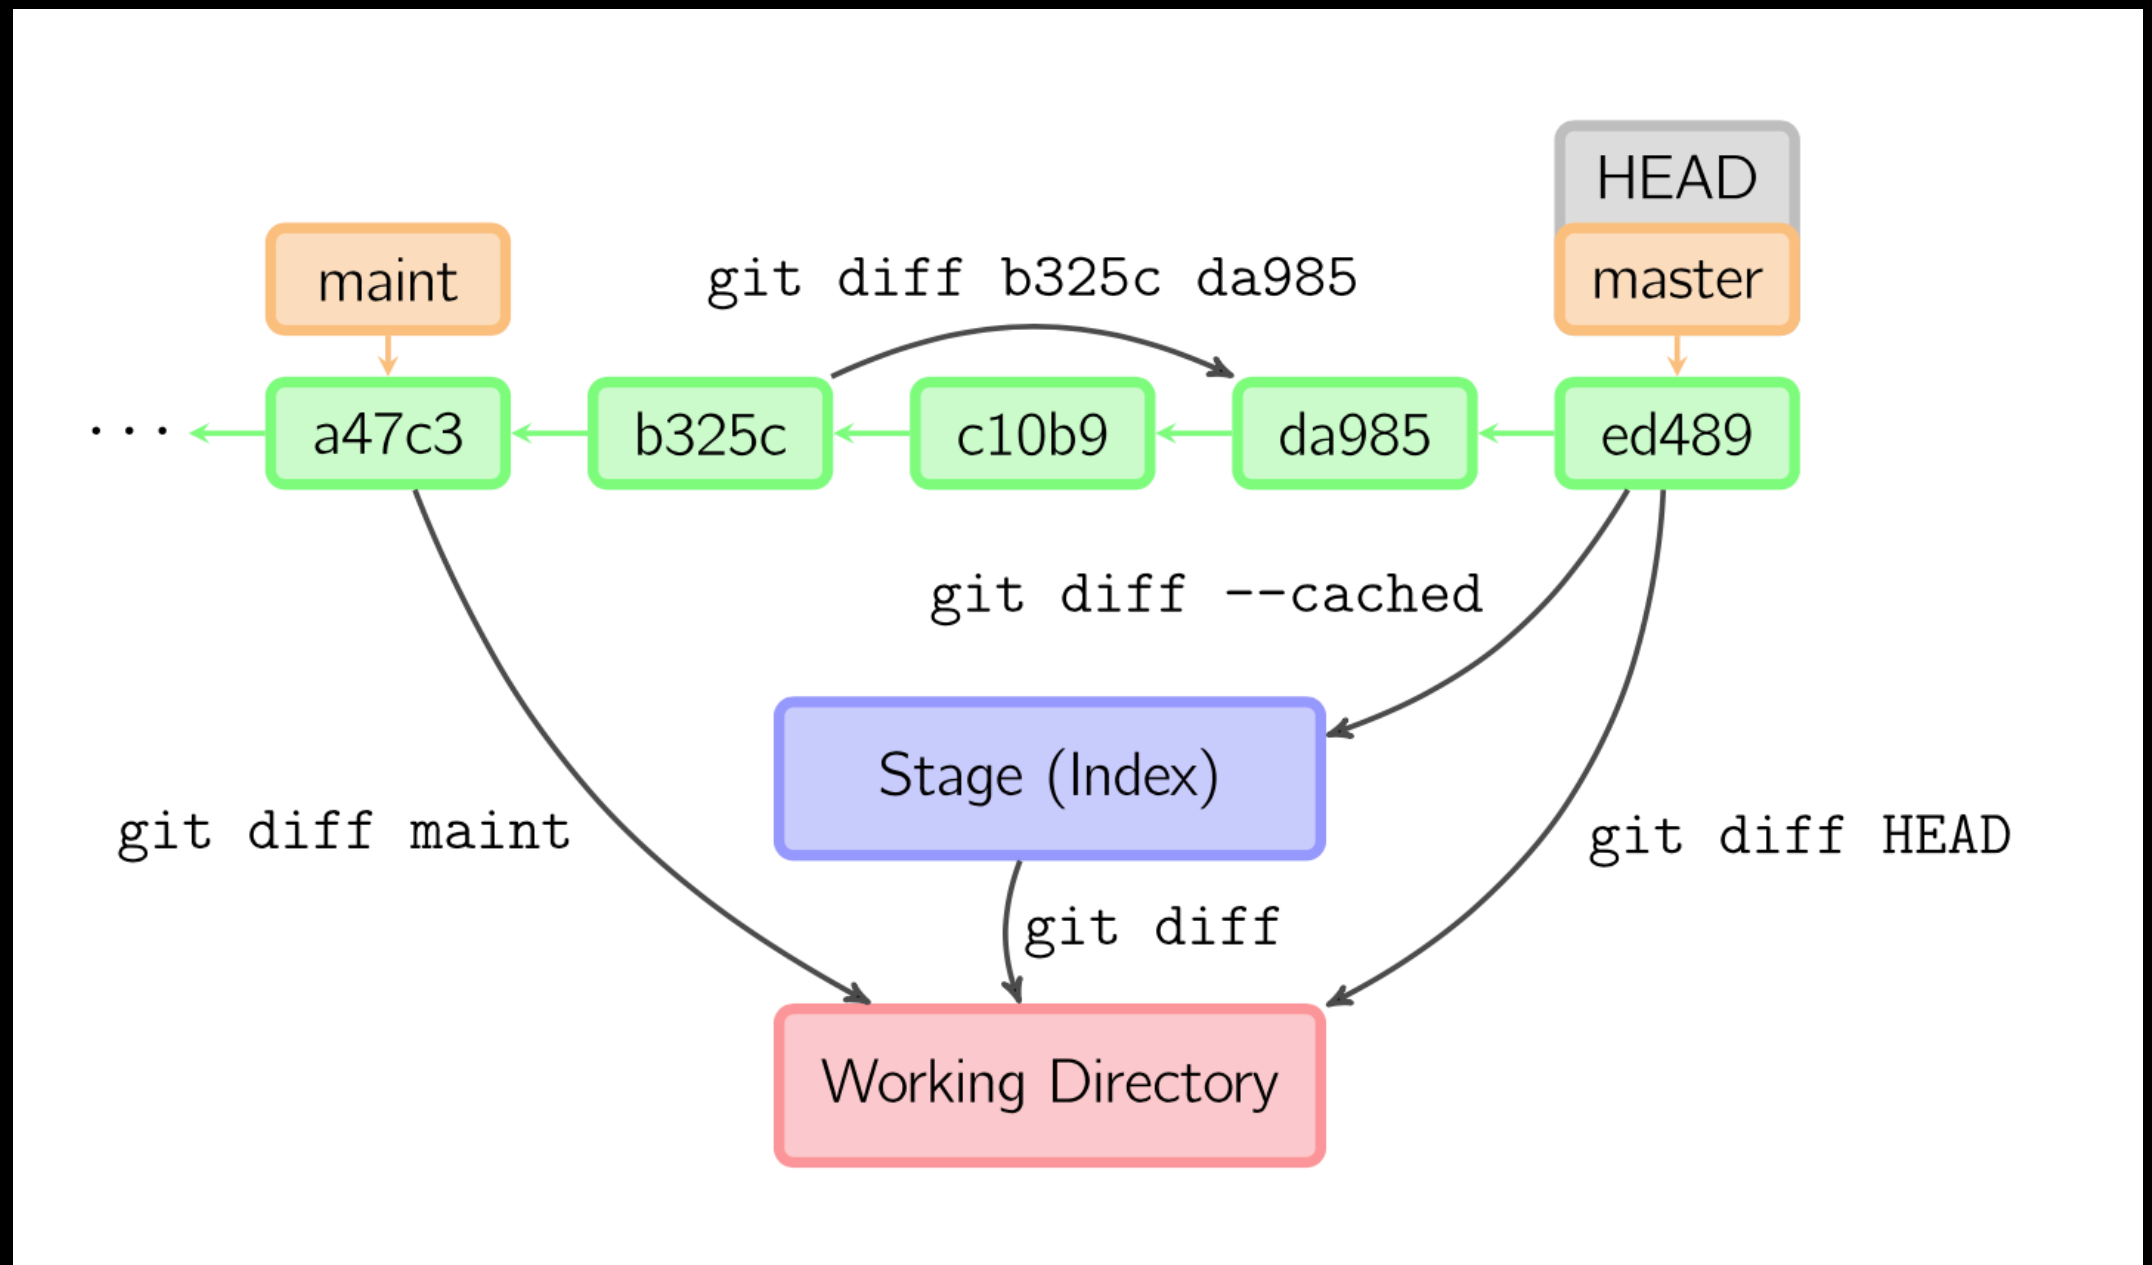 HEAD
maint
git diff b325c da985
master
...
a47c3
b325c
c10b9
da985
ed489
git diff --cached
Stage (Index)
git diff maint
git diff HEAD
git diff
Working Directory